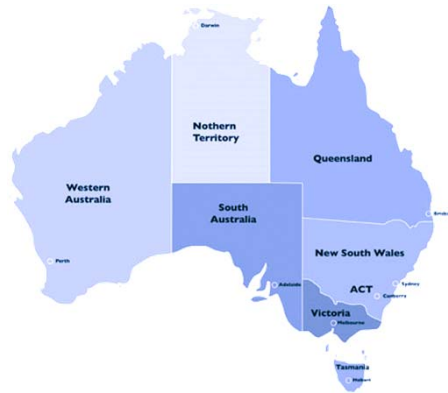 Darwin
Nothern
Territory
Queensland
Western
Australia
South
Australia
New South Wales
Perth
Adelaide
ACT
Sydney
Canberra
Victoria
Melbourne
Tasmania